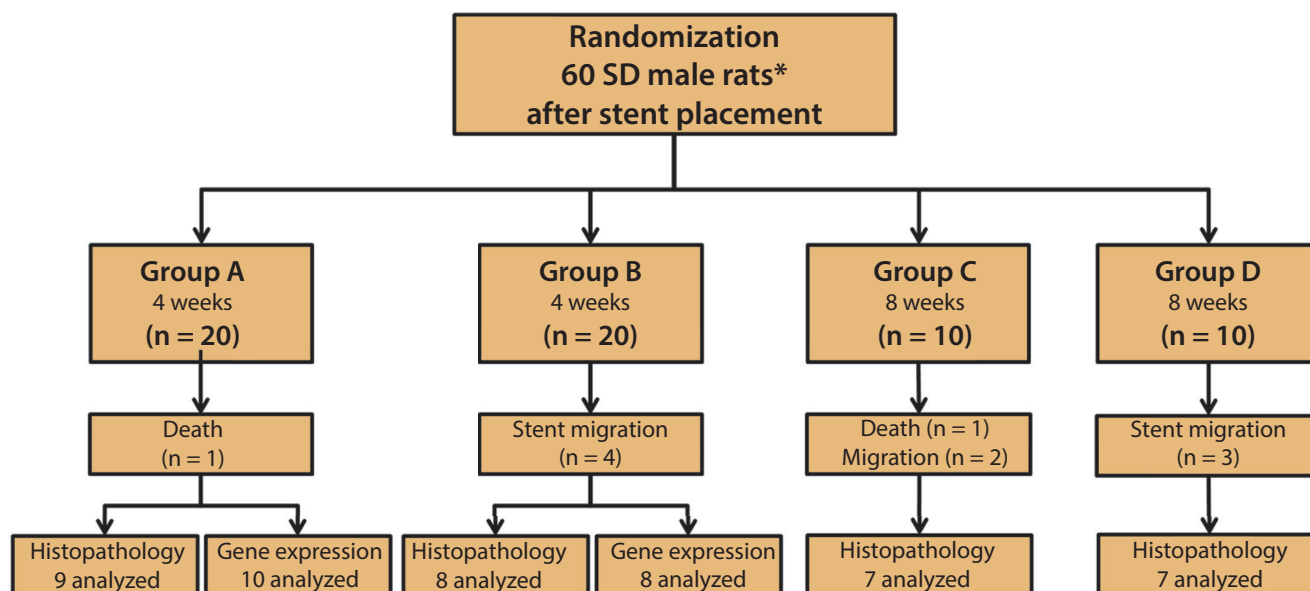 Randomization
60 SD male rats*
after stent placement
Group A
4 weeks
(n = 20)
Group B
4 weeks
(n = 20)
Group C
8 weeks
(n = 10)
Group D
8 weeks
(n = 10)
Death
(n = 1)
Stent migration
(n = 4)
Death (n = 1)
Migration (n = 2)
Stent migration
(n = 3)
Histopathology
9 analyzed
Gene expression
10 analyzed
Histopathology
8 analyzed
Gene expression
8 analyzed
Histopathology
7 analyzed
Histopathology
7 analyzed